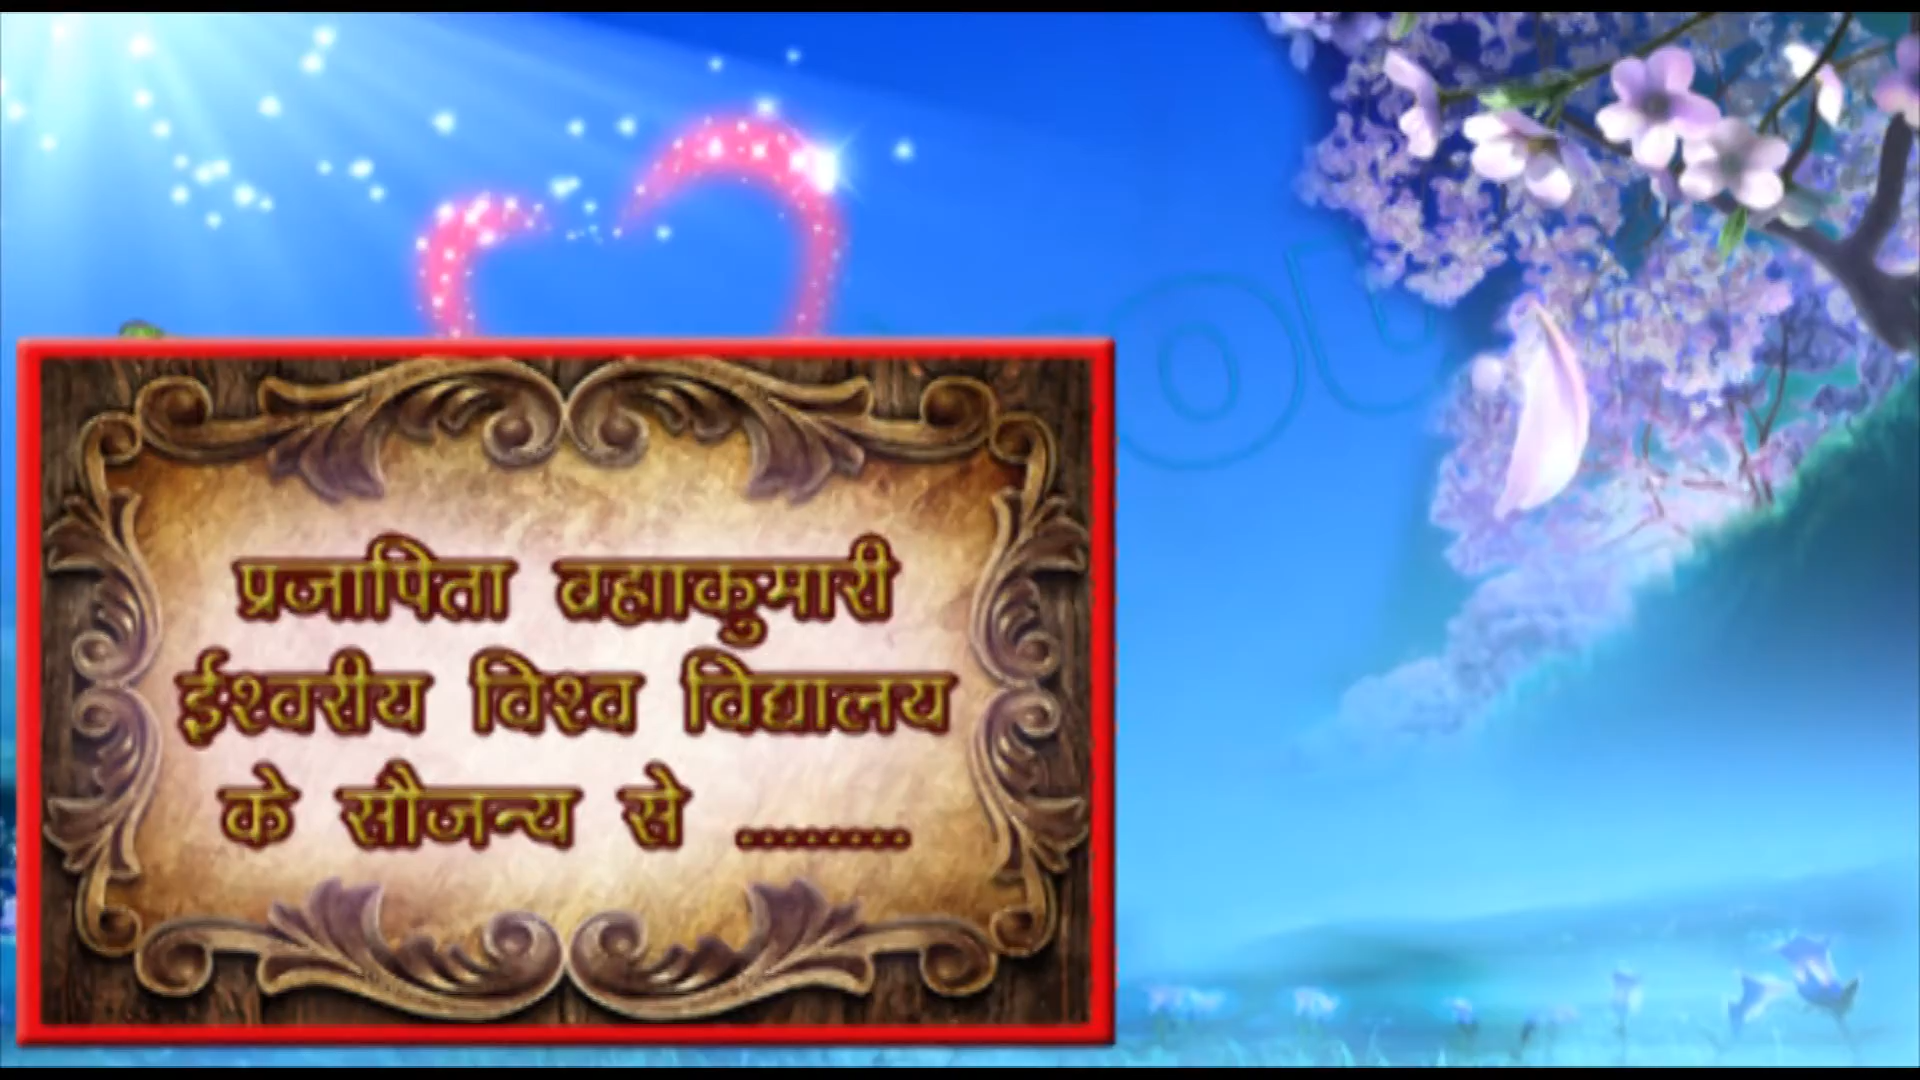 प्रजापिता ब्रह्माकुमारी
ईश्वरीय विश्व विद्यालय
के सौजन्य से ........